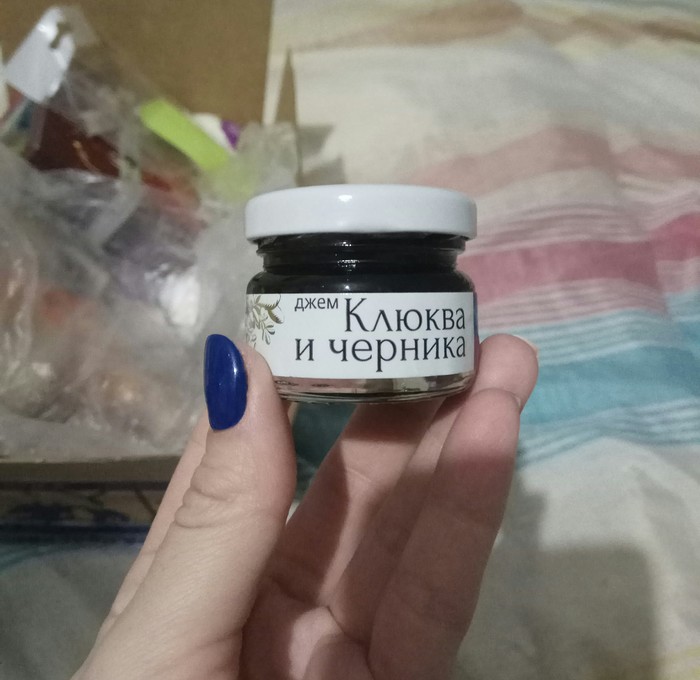 джем Клюква
и черника